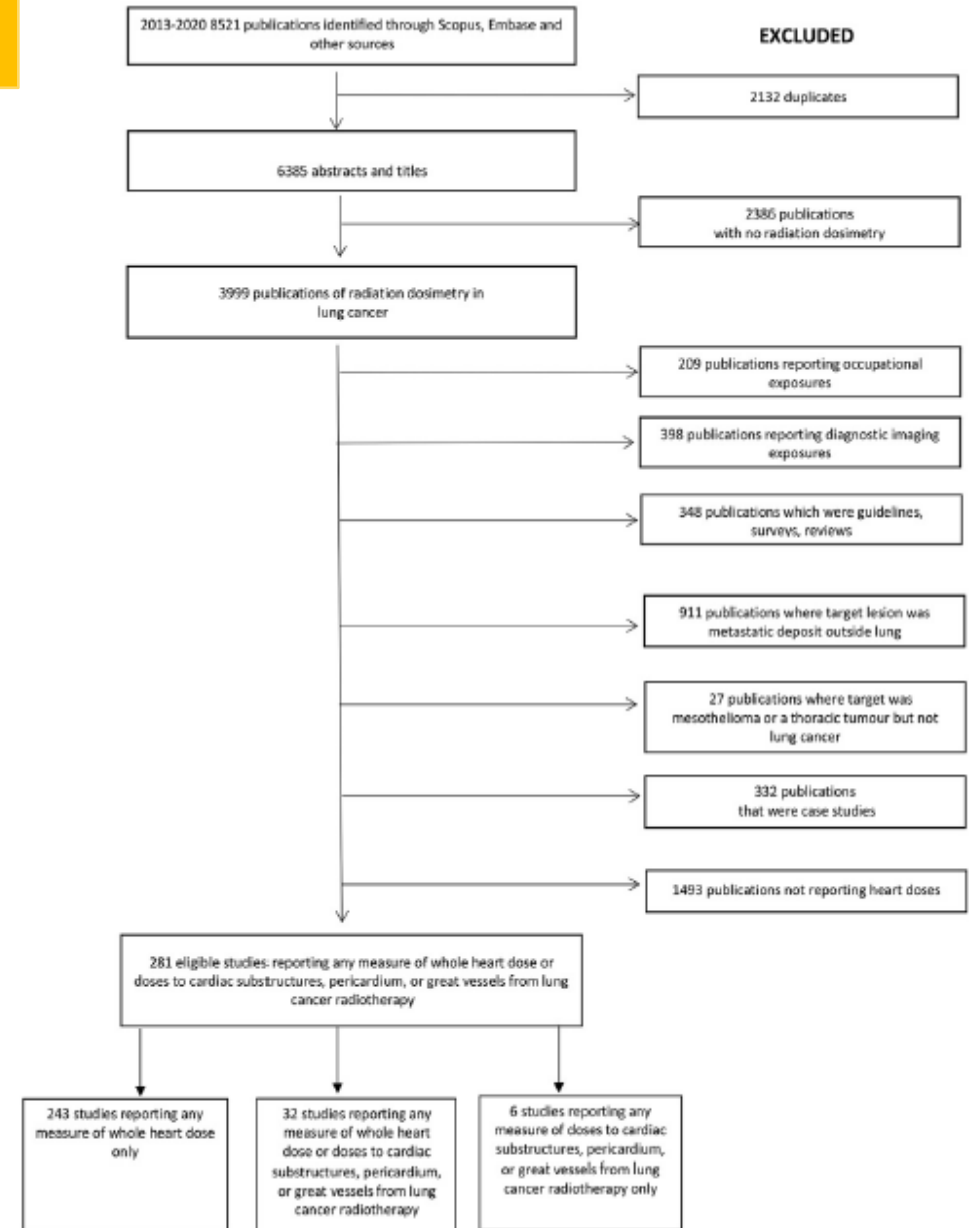 2013-2020 8521 publications identified through Scopus, Embase and
other sources
EXCLUDED
2132 duplicates
6385 abstracts and titles
2386 publications
with no radiation dosimetry
3999 publications of radiation dosimetry in
lung cancer
209 publications reporting occupational
exposures
398 publications reporting diagnostic imaging
exposures
348 publications which were guidelines,
surveys, reviews
911 publications where target lesion was
metastatic deposit outside lung
27 publications where target was
mesothelioma or a thoracic tumour but not
lung cancer
332 publications
that were case studies
1493 publications not reporting heart doses
281 eligible studies: reporting any measure of whole heart dose or
doses to cardiac substructures, pericardium, or great vessels from lung
cancer radiotherapy
243 studies reporting any
measure of whole heart dose
only
32 studies reporting any
measure of whole heart
dose or doses to cardiac
substructures, pericardium,
or great vessels from lung
cancer radiotherapy
6 studies reporting any
measure of doses to cardiac
substructures, pericardium,
or great vessels from lung
cancer radiotherapy only